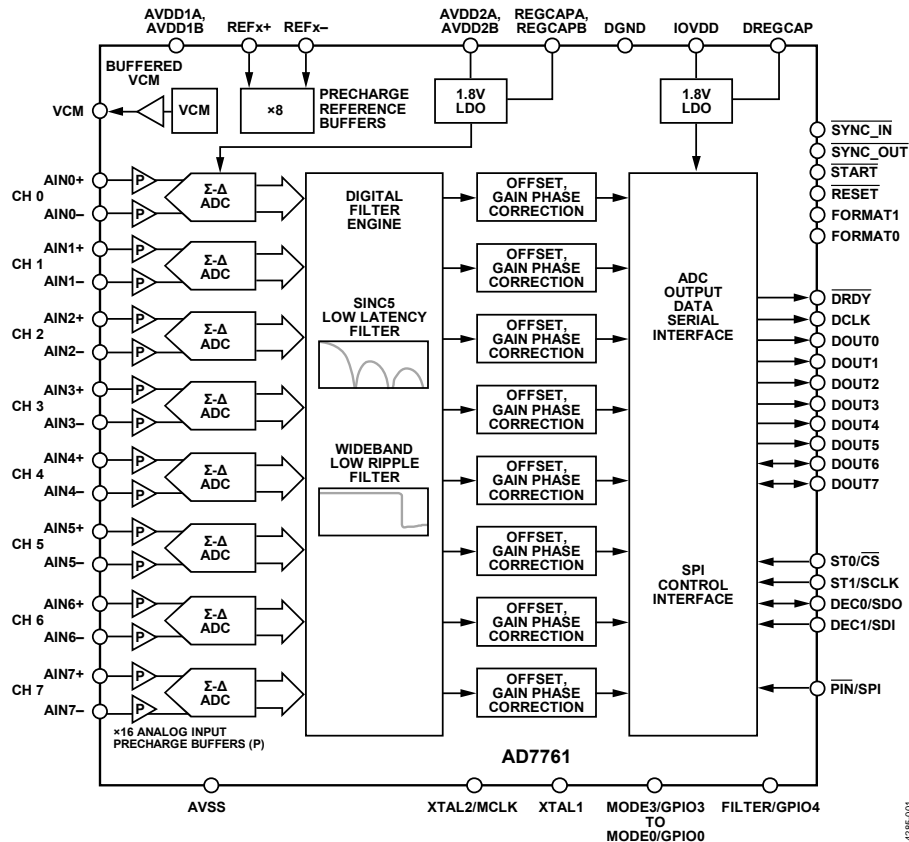 AVDD1A,
AVDD1B
REFx+
REFx–
AVDD2A,
AVDD2B
REGCAPA,
REGCAPB
DGND
IOVDD
DREGCAP
BUFFERED
VCM
VCM
VCM
×8
PRECHARGE
REFERENCE
BUFFERS
1.8V
LDO
1.8V
LDO
SYNC_IN
SYNC_OUT
START
RESET
FORMAT1
FORMAT0
CH 0
AIN0+
AIN0–
P
P
Σ-Δ
ADC
CH 1
AIN1+
AIN1–
P
P
Σ-Δ
ADC
CH 2
AIN2+
AIN2–
P
P
Σ-Δ
ADC
CH 3
AIN3+
AIN3–
P
P
Σ-Δ
ADC
CH 4
AIN4+
AIN4–
P
P
Σ-Δ
ADC
CH 5
AIN5+
AIN5–
P
P
Σ-Δ
ADC
CH 6
AIN6+
AIN6–
P
P
Σ-Δ
ADC
CH 7
AIN7+
AIN7–
P
P
Σ-Δ
ADC
×16 ANALOG INPUT
PRECHARGE BUFFERS (P)
DIGITAL
FILTER
ENGINE
SINC5
LOW LATENCY
FILTER
WIDEBAND
LOW RIPPLE
FILTER
OFFSET,
GAIN PHASE
CORRECTION
OFFSET,
GAIN PHASE
CORRECTION
OFFSET,
GAIN PHASE
CORRECTION
OFFSET,
GAIN PHASE
CORRECTION
OFFSET,
GAIN PHASE
CORRECTION
OFFSET,
GAIN PHASE
CORRECTION
OFFSET,
GAIN PHASE
CORRECTION
OFFSET,
GAIN PHASE
CORRECTION
ADC
OUTPUT
DATA
SERIAL
INTERFACE
SPI
CONTROL
INTERFACE
DRDY
DCLK
DOUT0
DOUT1
DOUT2
DOUT3
DOUT4
DOUT5
DOUT6
DOUT7
ST0/CS
ST1/SCLK
DEC0/SDO
DEC1/SDI
PIN/SPI
AD7761
AVSS
XTAL2/MCLK
XTAL1
MODE3/GPIO3
TO
MODE0/GPIO0
FILTER/GPIO4